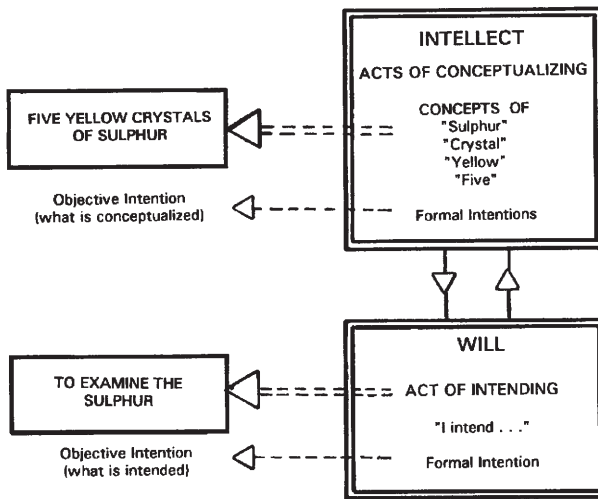 INTELLECT
ACTS OF CONCEPTUALIZING
FIVE YELLOW CRYSTALS
OF SULPHUR
CONCEPTS OF
"Sulphur"
"Crystal"
"Yellow"
"Five"
Objective Intention
(what is conceptualized)
Formal Intentions
WILL
TO EXAMINE THE
SULPHUR
ACT OF INTENDING
"I intend . . ."
Objective Intention
(what is intended)
Formal Intention